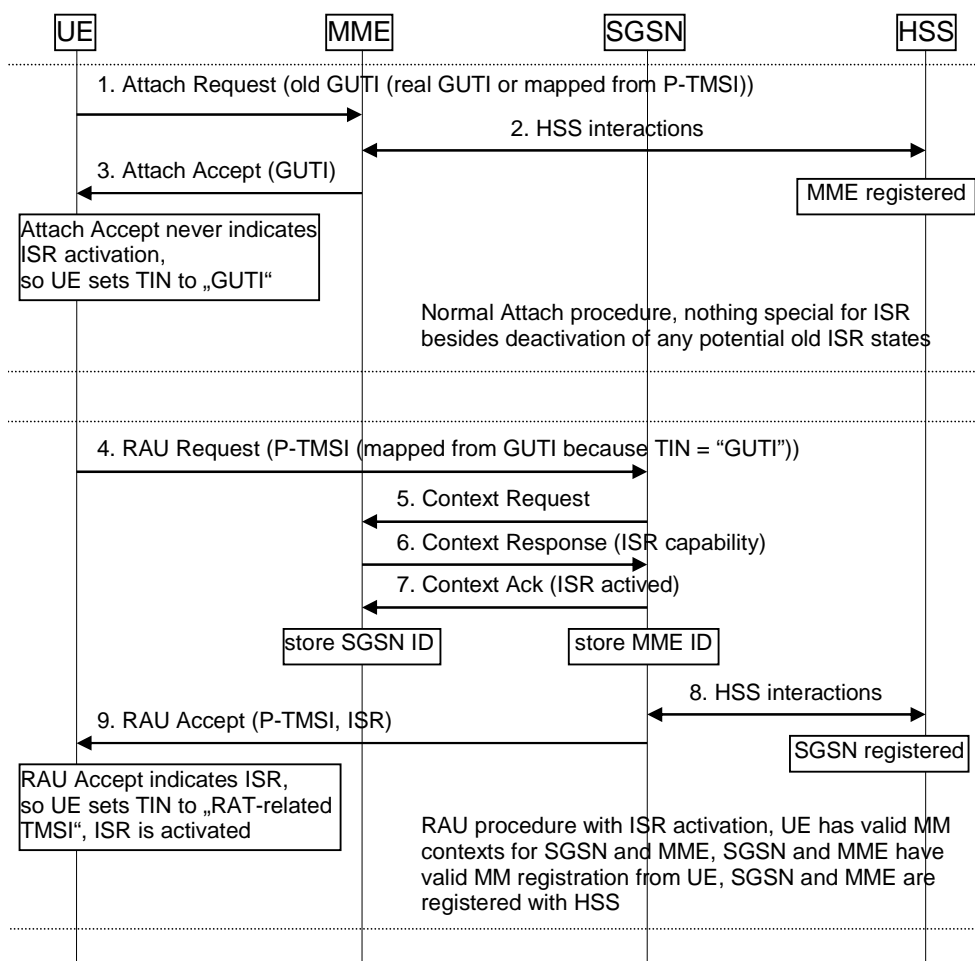 UE
MME
SGSN
HSS
1. Attach Request (old GUTI (real GUTI or mapped from P-TMSI))
2. HSS interactions
3. Attach Accept (GUTI)
MME registered
Attach Accept never indicates
ISR activation,
so UE sets TIN to „GUTI“
Normal Attach procedure, nothing special for ISR
besides deactivation of any potential old ISR states
4. RAU Request (P-TMSI (mapped from GUTI because TIN = “GUTI”))
5. Context Request
6. Context Response (ISR capability)
7. Context Ack (ISR actived)
store SGSN ID
store MME ID
8. HSS interactions
9. RAU Accept (P-TMSI, ISR)
SGSN registered
RAU Accept indicates ISR,
so UE sets TIN to „RAT-related
TMSI“, ISR is activated
RAU procedure with ISR activation, UE has valid MM
contexts for SGSN and MME, SGSN and MME have
valid MM registration from UE, SGSN and MME are
registered with HSS